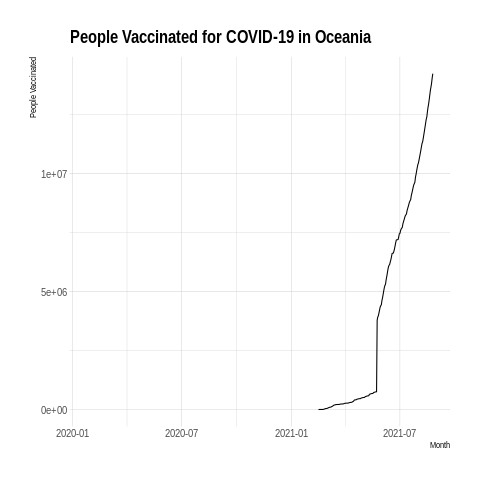 People Vaccinated for COVID-19 in Oceania
People Vaccinated
1e+07
5e+06
0e+00
2020-01
2020-07
2021-01
2021-07
Month